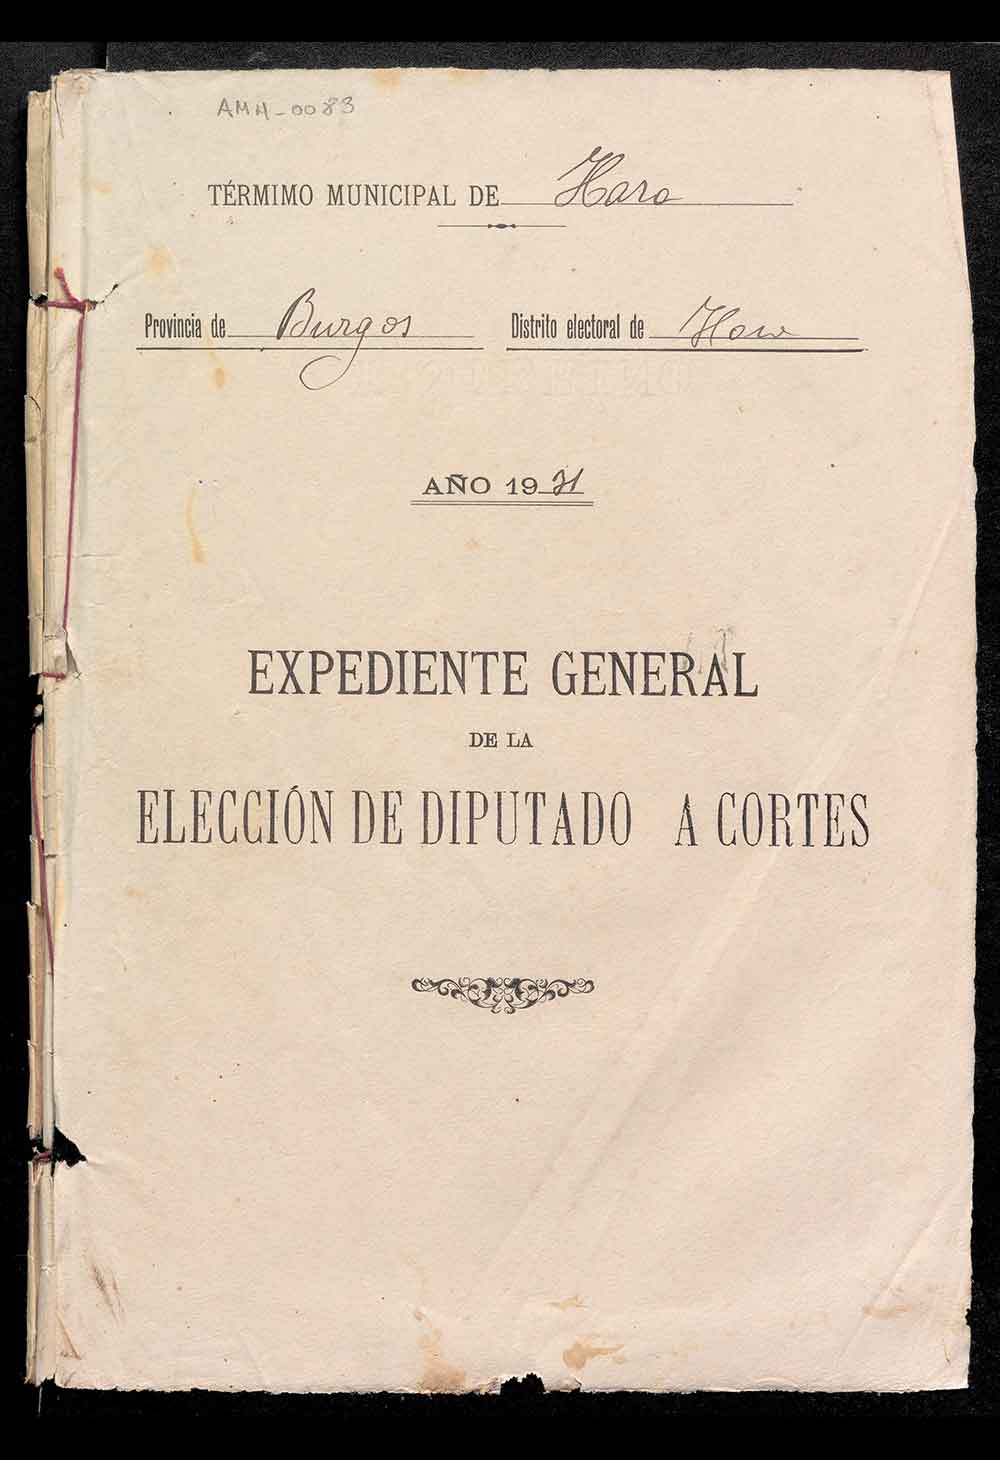 AMH-0083
TÉRMIMO MUNICIPAL DE Haro
Provincia de Burgos Distrito electoral de Haro
AÑO 1931
EXPEDIENTE GENERAL
DE LA
ELECCIÓN DE DIPUTADO A CORTES